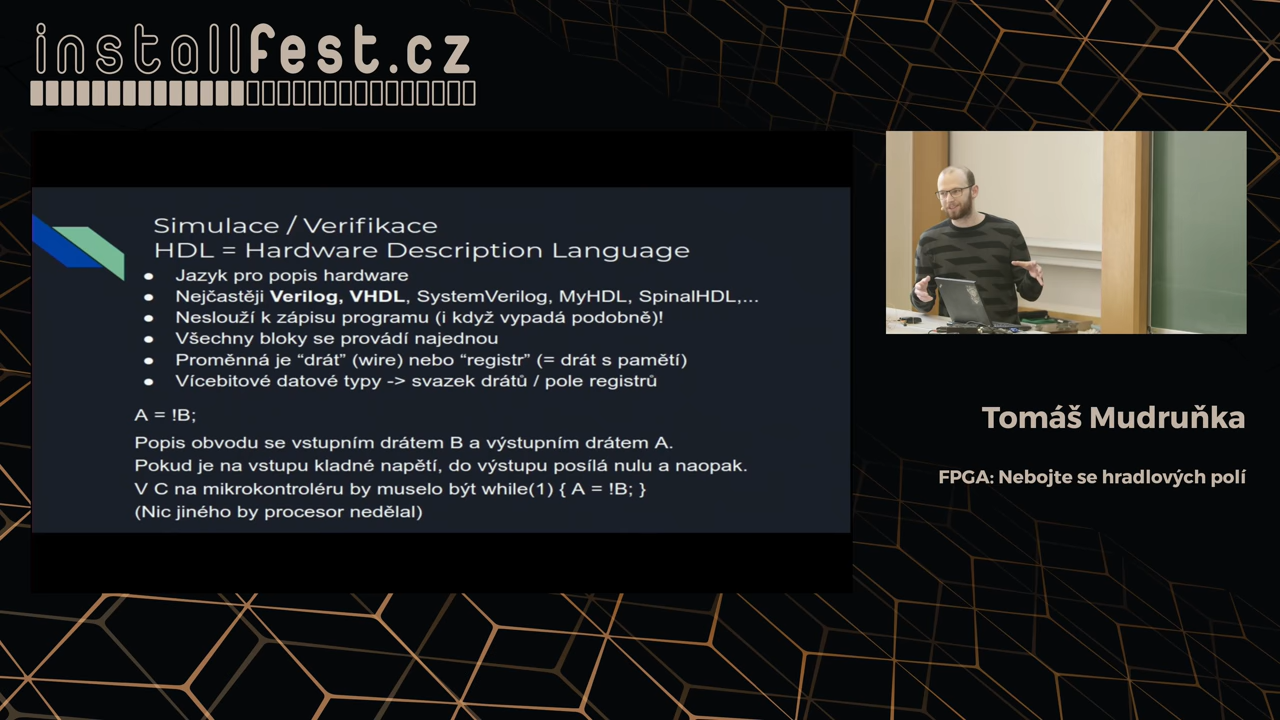 installfest.cz
Simulace / Verifikace
HDL = Hardware Description Language
● Jazyk pro popis hardware
● Nejčastěji Verilog, VHDL, SystemVerilog, MyHDL, SpinalHDL,...
● Neslouží k zápisu programu (i když vypadá podobně)!
● Všechny bloky se provádí najednou
● Proměnná je “drát” (wire) nebo “registr” (= drát s pamětí)
● Vícebitové datové typy -> svazek drátů / pole registrů
A = !B;
Popis obvodu se vstupním drátem B a výstupním drátem A.
Pokud je na vstupu kladné napětí, do výstupu posílá nulu a naopak.
V C na mikrokontroléru by muselo být while(1) { A = !B; }
(Nic jiného by procesor nedělal)
Tomáš Mudruňka
FPGA: Nebojte se hradlových polí